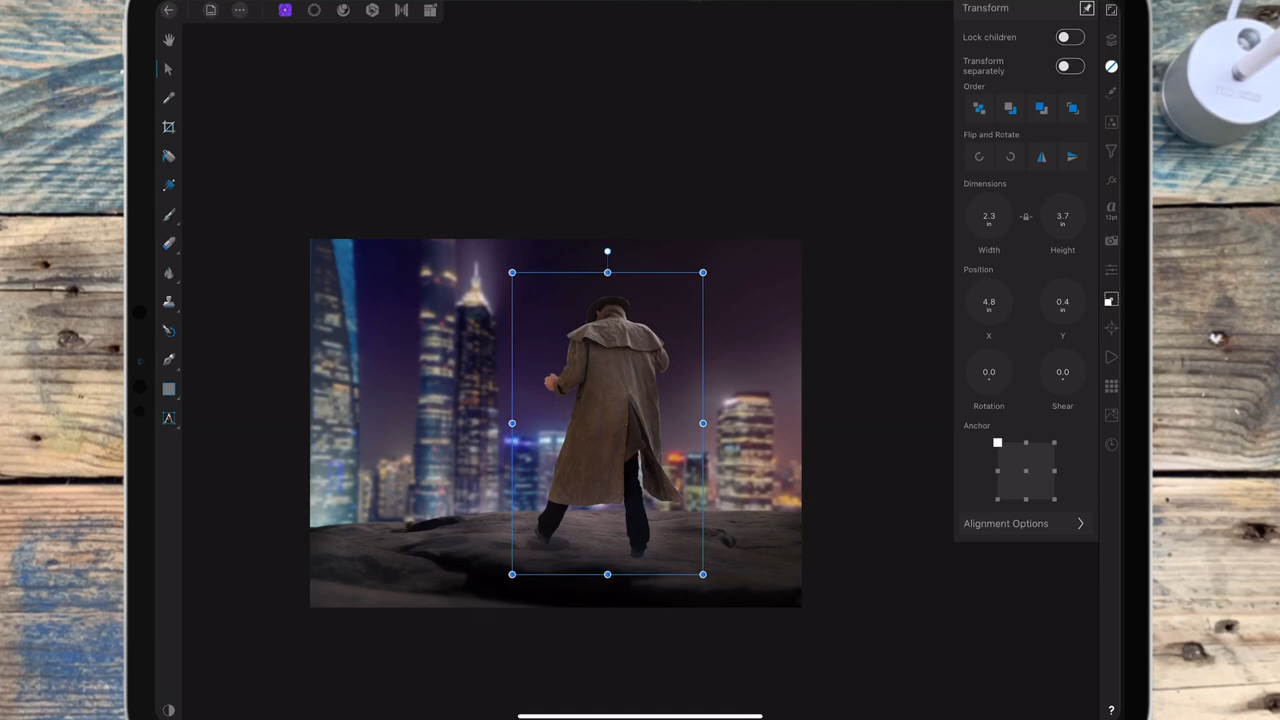 Transform
Lock children
Transform
separately
Order
Flip and Rotate
Dimensions
2.3
in
3.7
in
Width
Height
Position
4.8
in
0.4
in
X
Y
0.0
°
0.0
°
Rotation
Shear
Anchor
Alignment Options
fx
a
12pt
A
?